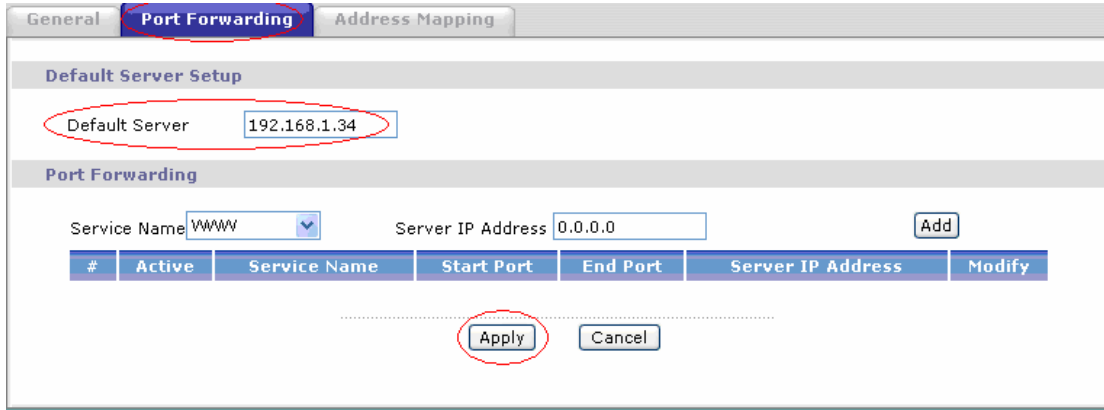 General Port Forwarding Address Mapping
Default Server Setup
Default Server 192.168.1.34
Port Forwarding
Service Name WWW Server IP Address 0.0.0.0 Add
# Active Service Name Start Port End Port Server IP Address Modify
Apply Cancel